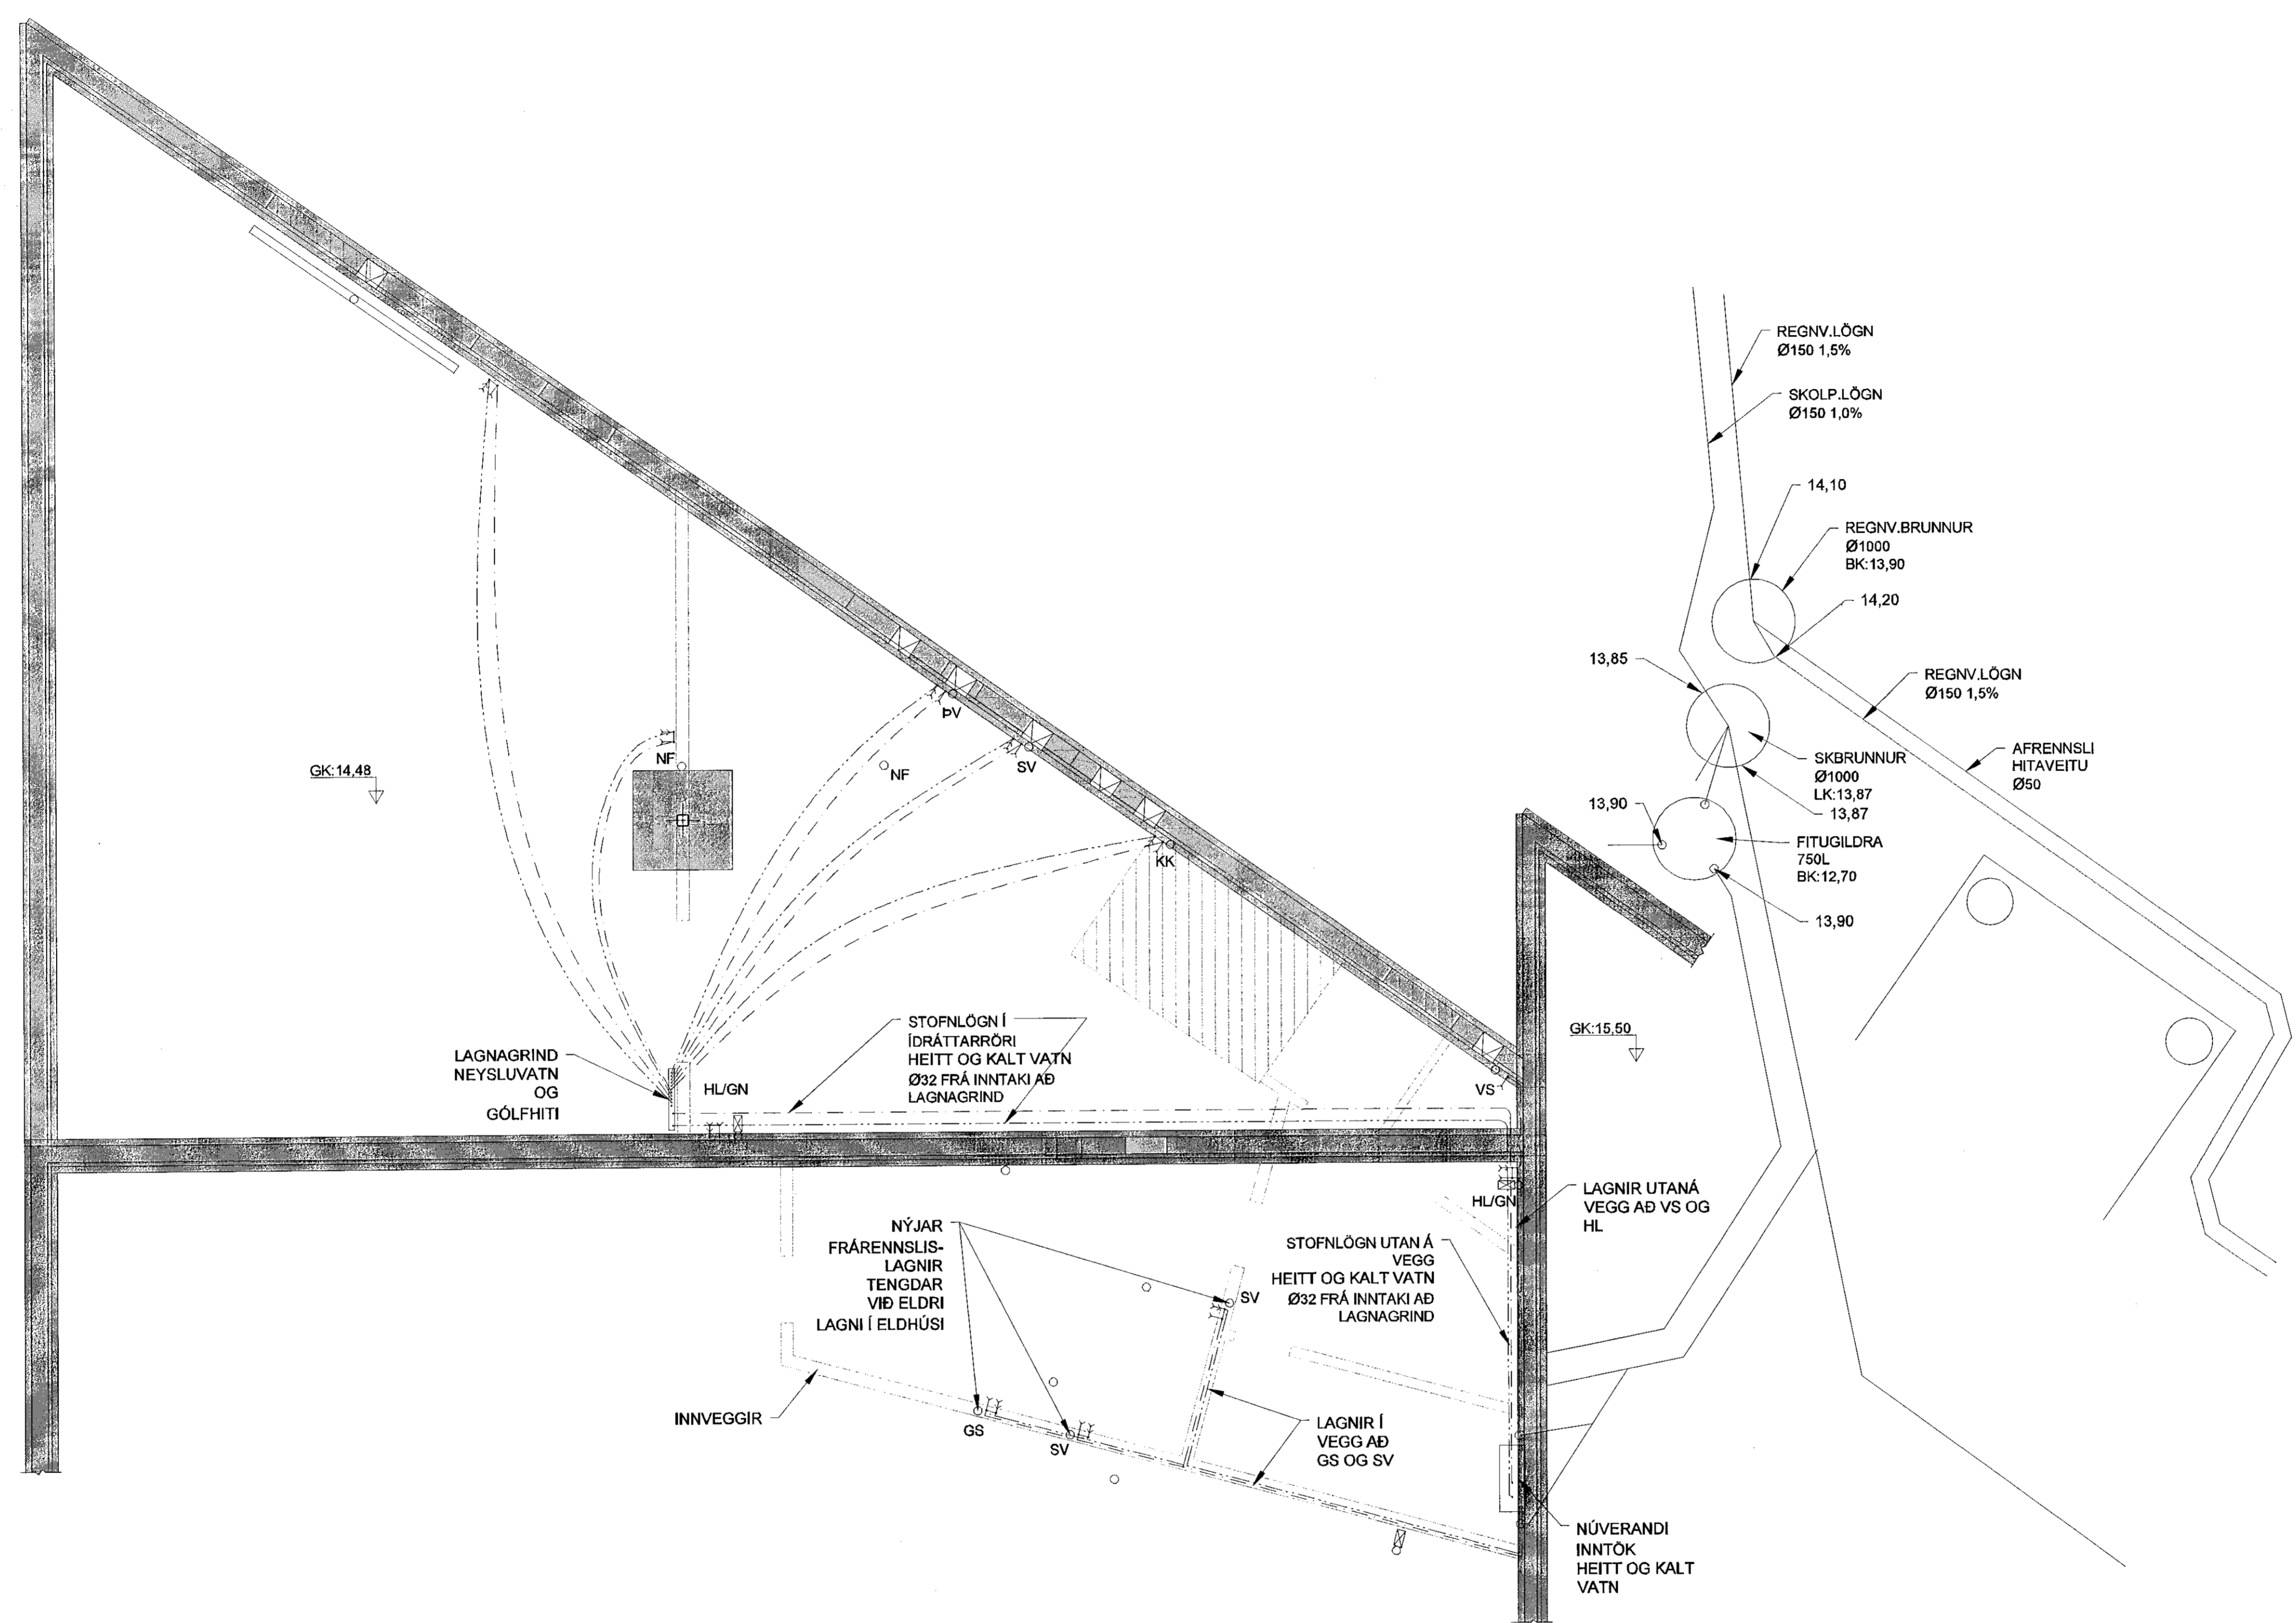 REGNV.LÖGN
Ø150 1,5%
SKOLP.LÖGN
Ø150 1,0%
14,10
REGNV.BRUNNUR
Ø1000
BK:13,90
14,20
13,85
REGNV.LÖGN
Ø150 1,5%
AFRENNSLI
HITAVEITU
Ø50
SKBRUNNUR
Ø1000
LK:13,87
13,87
13,90
FITUGILDRA
750L
BK:12,70
13,90
ÞV
SV
NF
NF
GK:14,48
KK
STOFNLÖGN Í
ÍDRÁTTARRÖRI
HEITT OG KALT VATN
Ø32 FRÁ INNTAKI AÐ
LAGNAGRIND
GK:15,50
LAGNAGRIND
NEYSLUVATN
OG
GÓLFHITI
HL/GN
VS
HL/GN
LAGNIR UTANÁ
VEGG AÐ VS OG
HL
NÝJAR
FRÁRENNSLIS-
LAGNIR
TENGDAR
VIÐ ELDRI
LAGNI Í ELDHÚSI
STOFNLÖGN UTAN Á
VEGG
HEITT OG KALT VATN
Ø32 FRÁ INNTAKI AÐ
LAGNAGRIND
SV
INNVEGGIR
GS
SV
LAGNIR Í
VEGG AÐ
GS OG SV
NÚVERANDI
INNTÖK
HEITT OG KALT
VATN